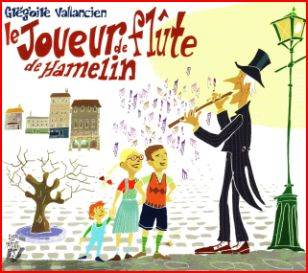 Grégoire Vallancien
le Joueur de flûte
de Hamelin